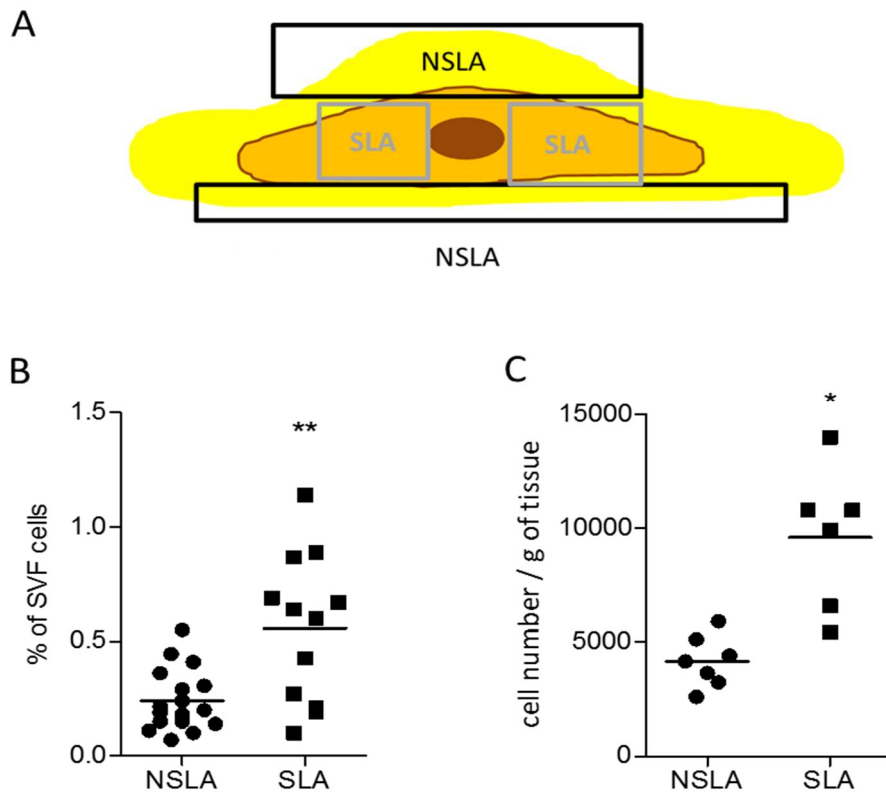 A
NSLA
SLA
SLA
NSLA
B
% of SVF cells
1.5
1.0
0.5
0.0
**
NSLA
SLA
C
cell number / g of tissue
15000
10000
5000
0
*
NSLA
SLA